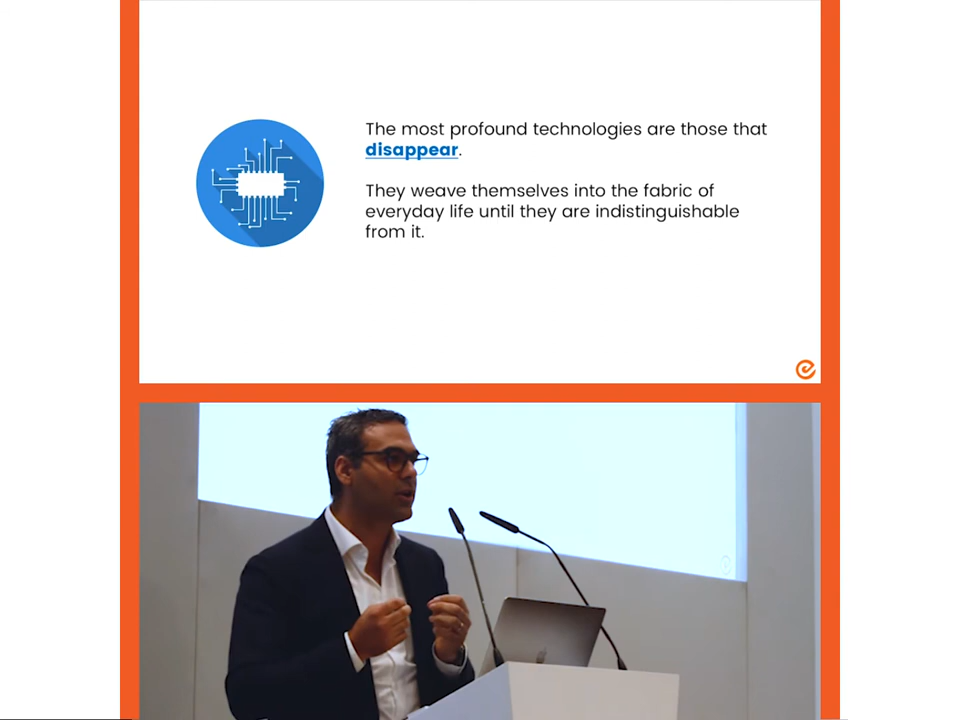 The most profound technologies are those that
disappear.
They weave themselves into the fabric of
everyday life until they are indistinguishable
from it.